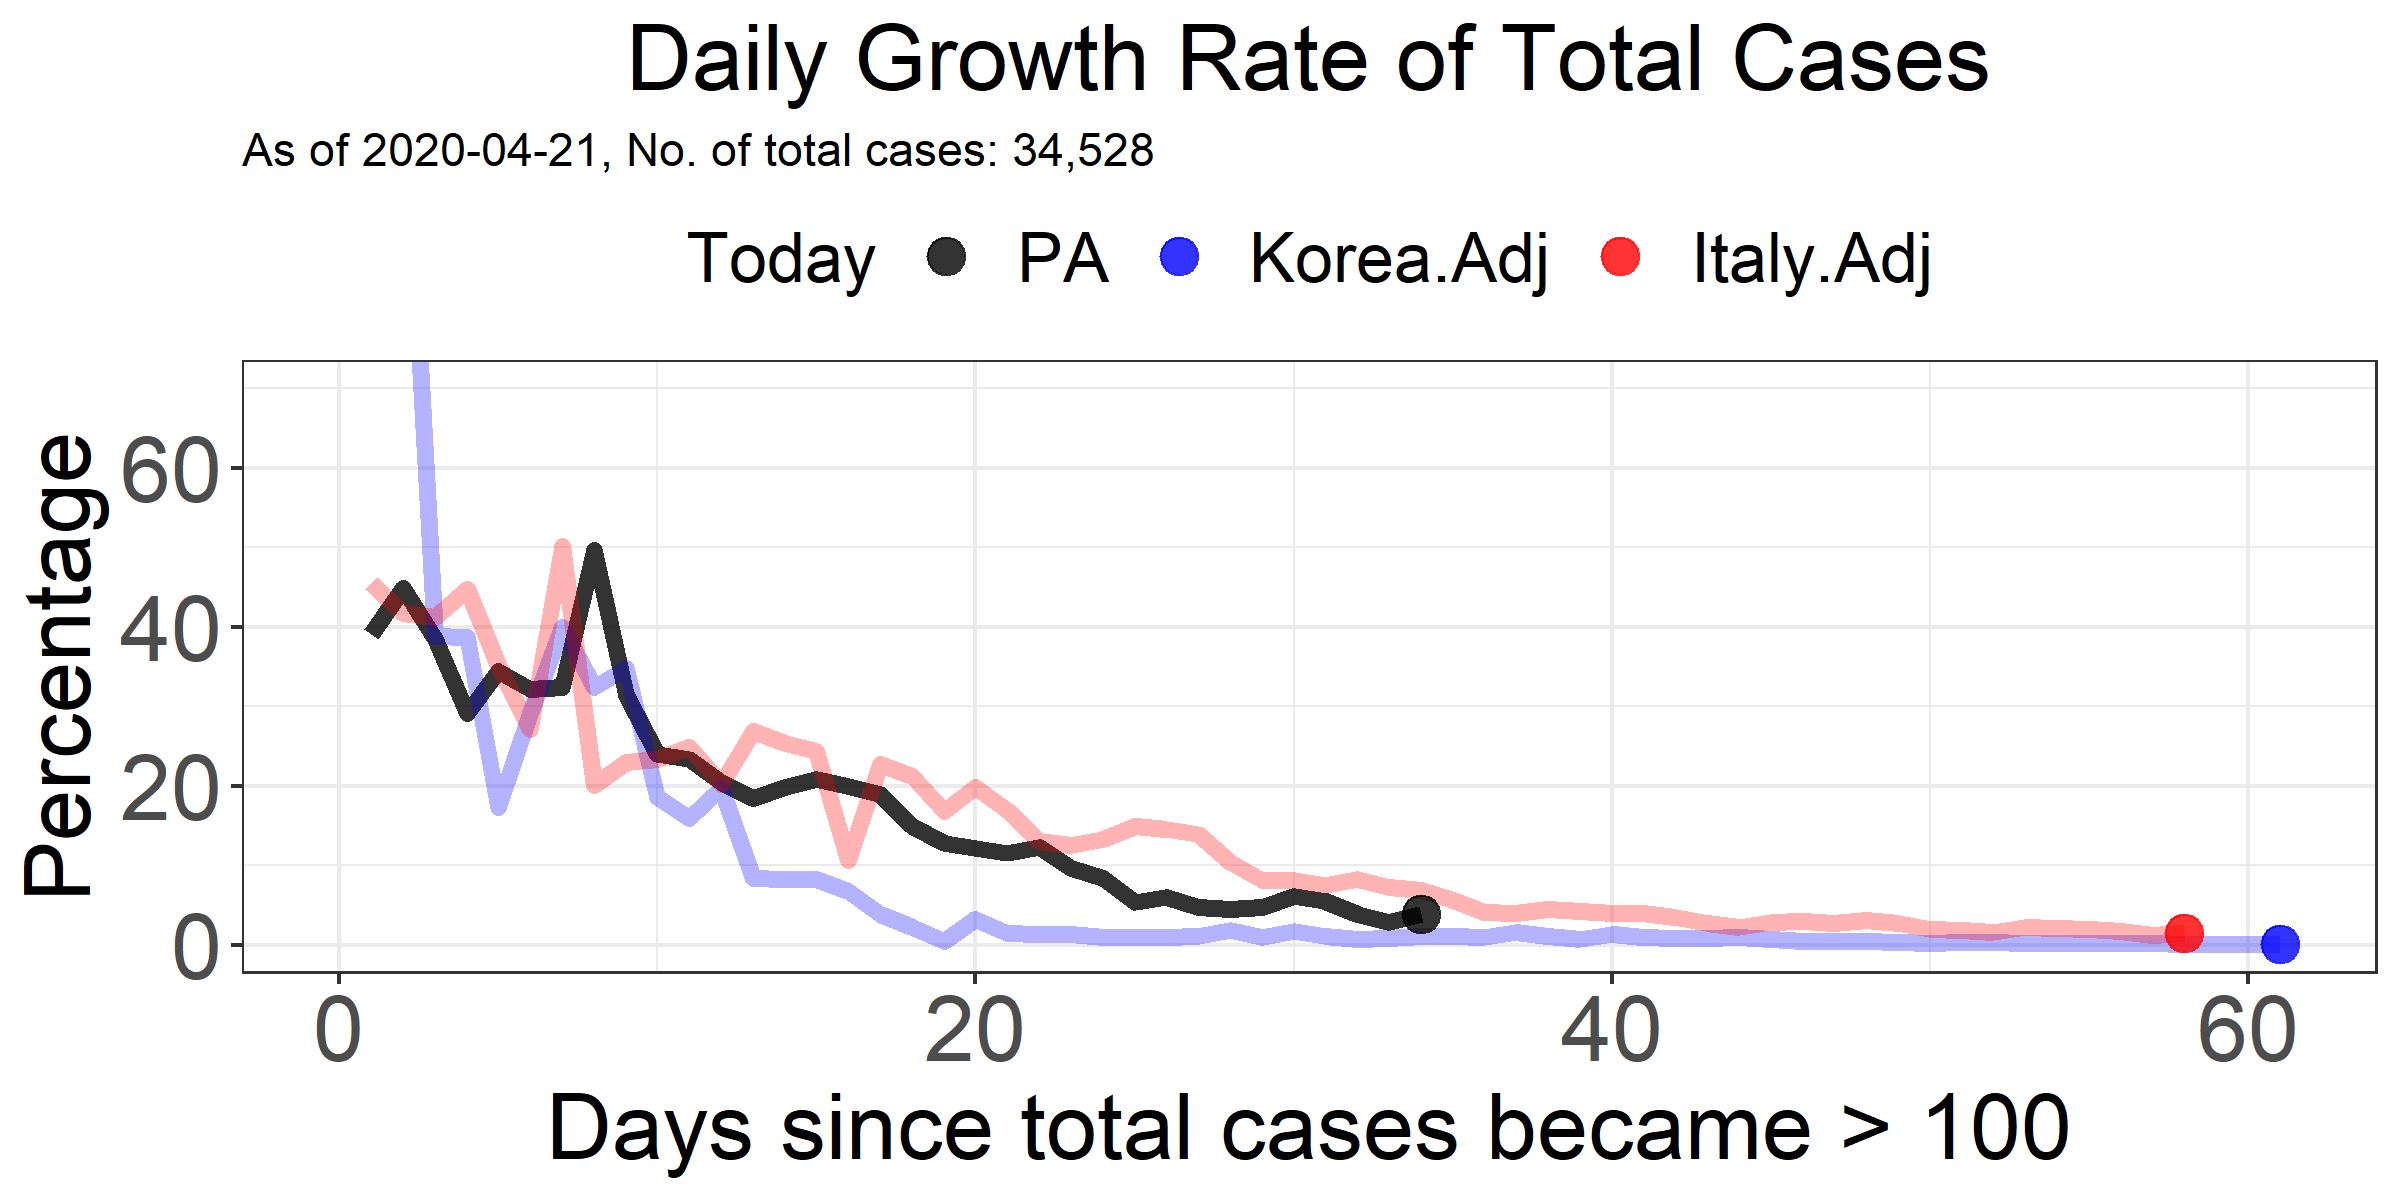 Daily Growth Rate of Total Cases
As of 2020-04-21, No. of total cases: 34,528
Today PA Korea.Adj Italy.Adj
Percentage
60
40
20
0
0 20 40 60
Days since total cases became > 100